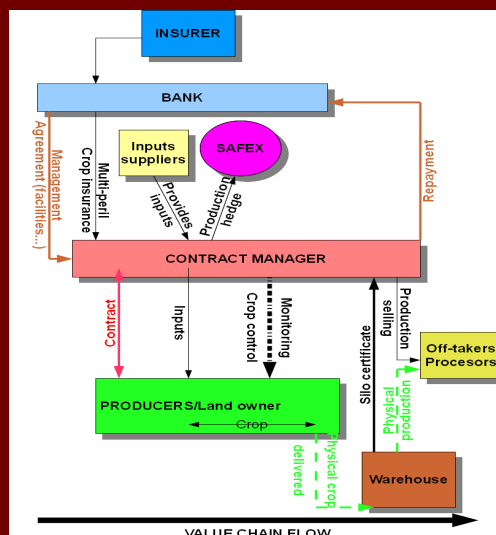 INSURER
BANK
Management
Agreement (facilities...)
Multi-peril
Crop insurance
Inputs
suppliers
SAFEX
Provides
inputs
Production
hedge
Repayment
CONTRACT MANAGER
Contract
Inputs
Monitoring
Crop control
Silo certificate
Production
selling
Off-takers
Procesors
PRODUCERS/Land owner
Crop
Physical crop
delivered
Physical
production
Warehouse
VALUE CHAIN FLOW